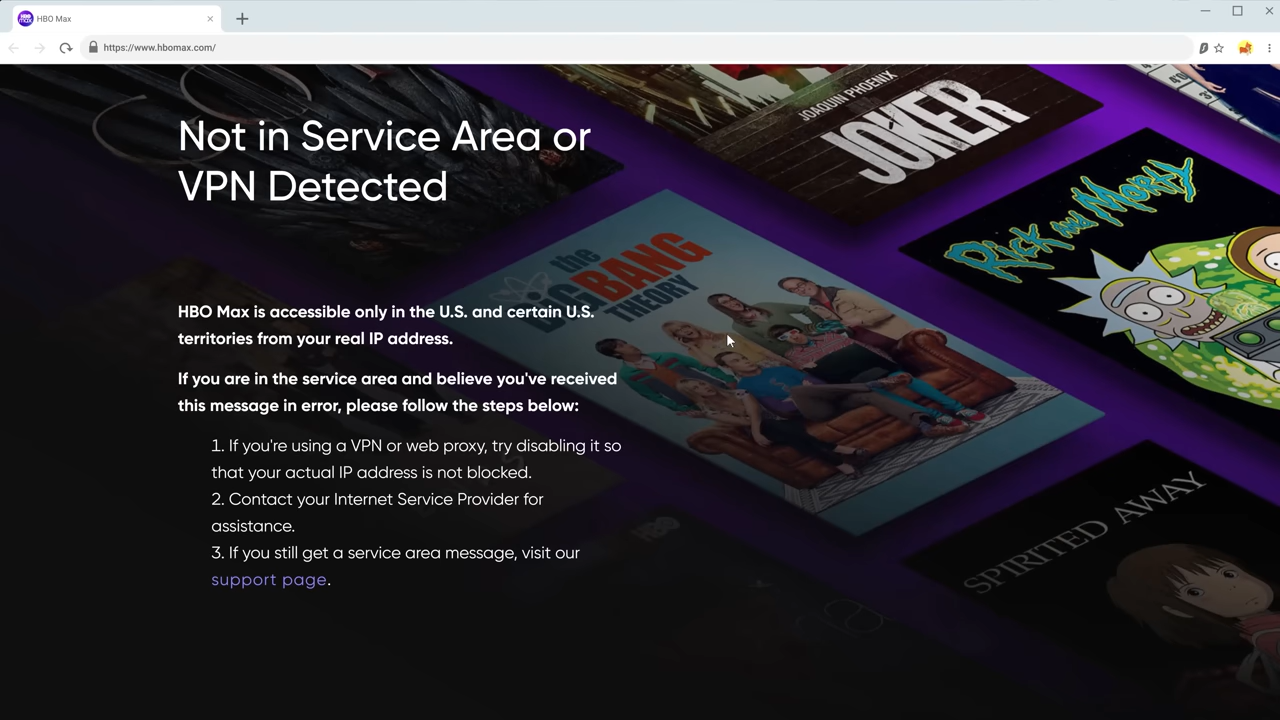 HBO Max
https://www.hbomax.com/
Not in Service Area or
VPN Detected
HBO Max is accessible only in the U.S. and certain U.S.
territories from your real IP address.
If you are in the service area and believe you've received
this message in error, please follow the steps below:
1. If you're using a VPN or web proxy, try disabling it so
that your actual IP address is not blocked.
2. Contact your Internet Service Provider for
assistance.
3. If you still get a service area message, visit our
support page.
JOAQUIN PHOENIX
JOKER
RICK AND MORTY
the
BIG BANG
THEORY
HBO
SPIRITED AWAY